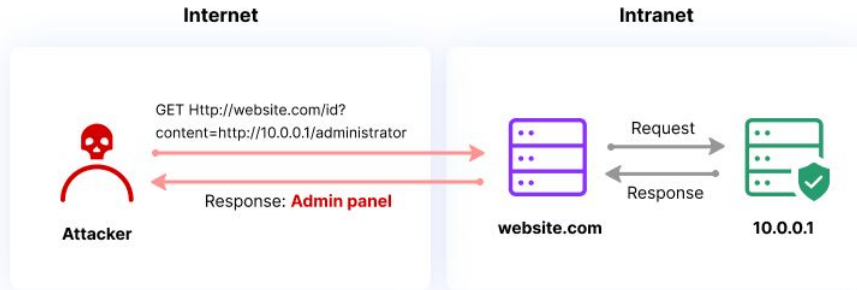 Internet
Intranet
GET Http://website.com/id?
content=http://10.0.0.1/administrator
Request
Response: Admin panel
Response
Attacker
website.com
10.0.0.1